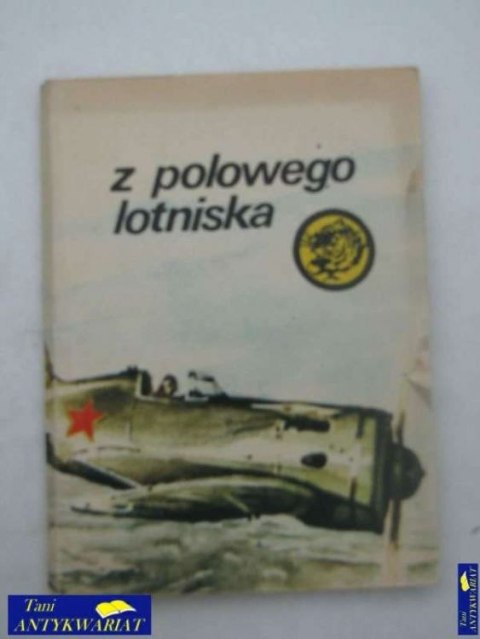 z polowego
lotniska
Tani
ANTYKWARIAT
Tani
ANTYKWARIAT